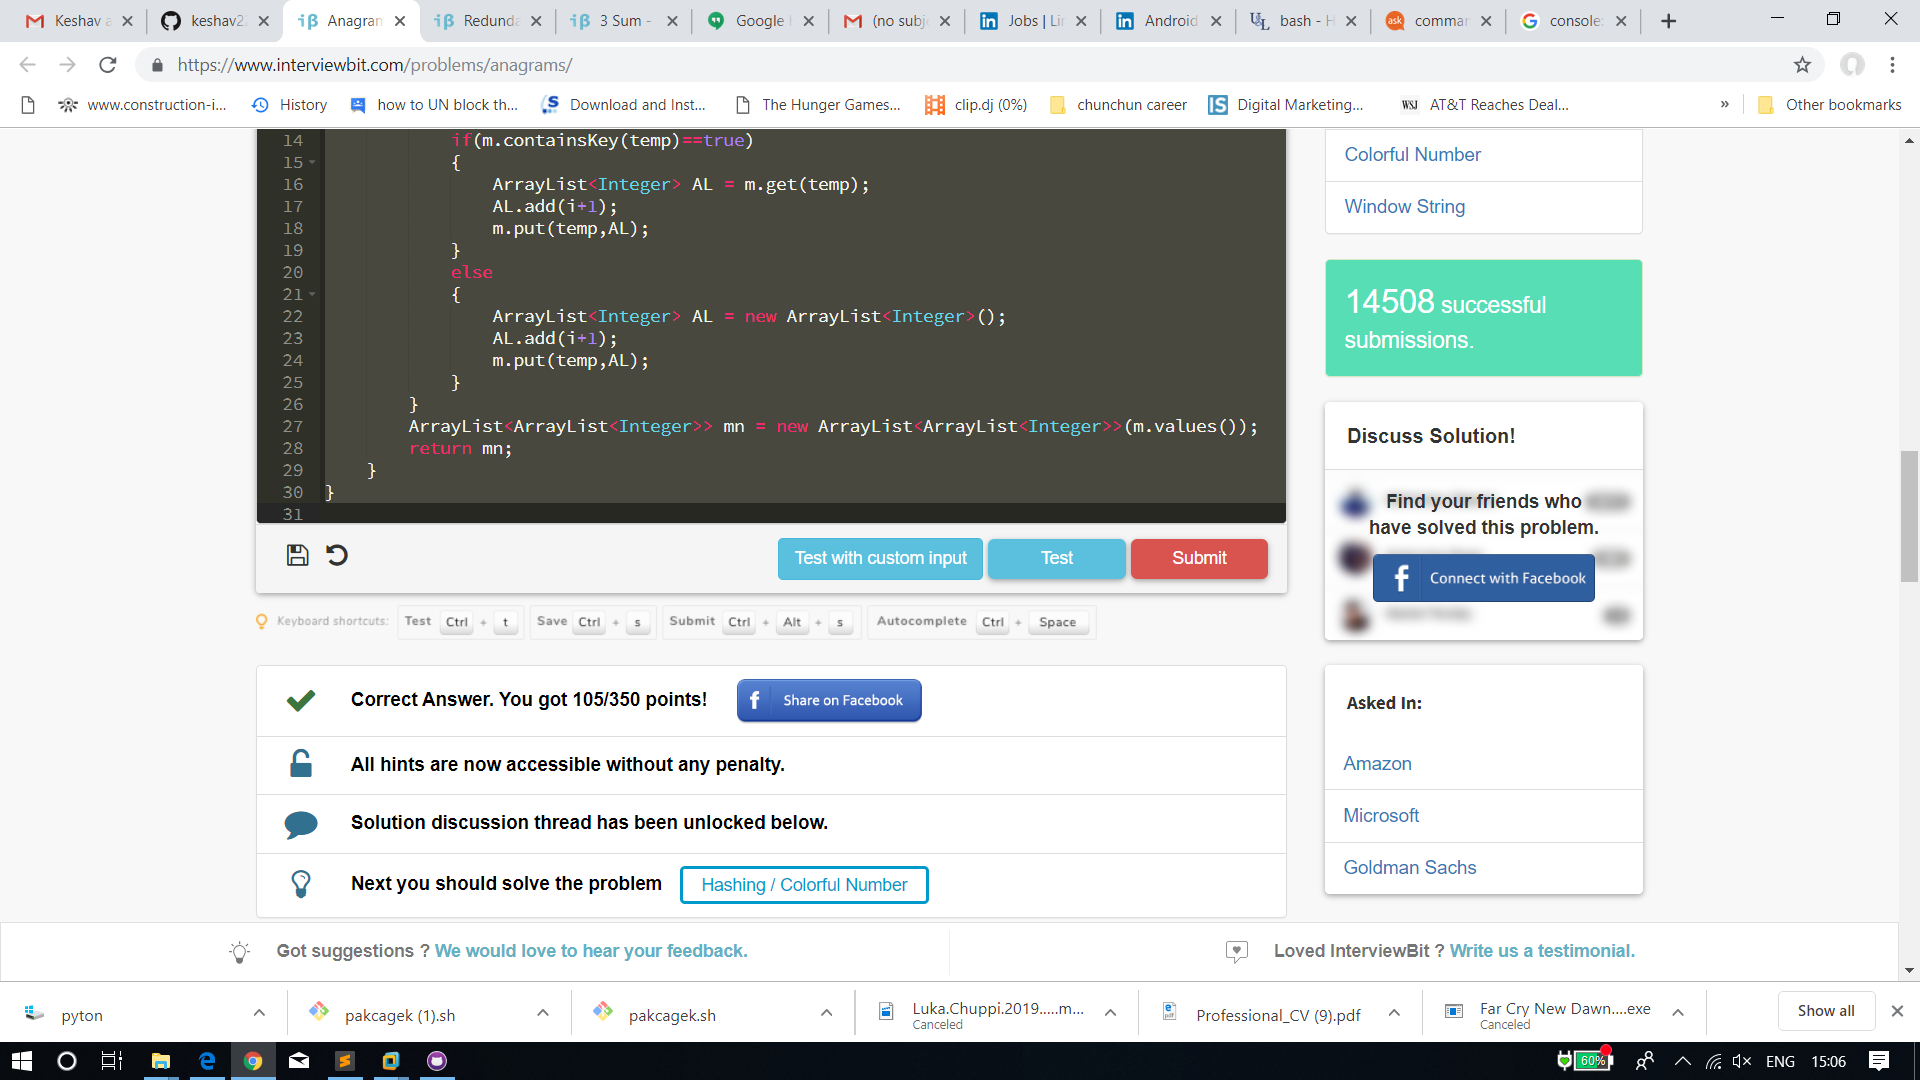 Keshav a
keshav2
Anagram
Redunda
3 Sum -
Google
(no subj
Jobs | Lin
Android
bash - H
comman
console
https://www.interviewbit.com/problems/anagrams/
www.construction-i...
History
how to UN block th...
Download and Inst...
The Hunger Games...
clip.dj (0%)
chunchun career
Digital Marketing...
AT&T Reaches Deal...
»
Other bookmarks
14 if(m.containsKey(temp)==true)
15 {
16 ArrayList<Integer> AL = m.get(temp);
17 AL.add(i+1);
18 m.put(temp,AL);
19 }
20 else
21 {
22 ArrayList<Integer> AL = new ArrayList<Integer>();
23 AL.add(i+1);
24 m.put(temp,AL);
25 }
26 }
27 ArrayList<ArrayList<Integer>> mn = new ArrayList<ArrayList<Integer>>(m.values());
28 return mn;
29 }
30 }
31
Test with custom input
Test
Submit
Keyboard shortcuts: Test Ctrl + t Save Ctrl + s Submit Ctrl + Alt + s Autocomplete Ctrl + Space
Correct Answer. You got 105/350 points!
f Share on Facebook
All hints are now accessible without any penalty.
Solution discussion thread has been unlocked below.
Next you should solve the problem
Hashing / Colorful Number
Colorful Number
Window String
14508 successful
submissions.
Discuss Solution!
Find your friends who
have solved this problem.
f Connect with Facebook
Asked In:
Amazon
Microsoft
Goldman Sachs
Got suggestions ? We would love to hear your feedback.
Loved InterviewBit ? Write us a testimonial.
pyton
pakcagek (1).sh
pakcagek.sh
Luka.Chuppi.2019.....m...
Canceled
Professional_CV (9).pdf
Far Cry New Dawn....exe
Canceled
Show all
60%
ENG
15:06